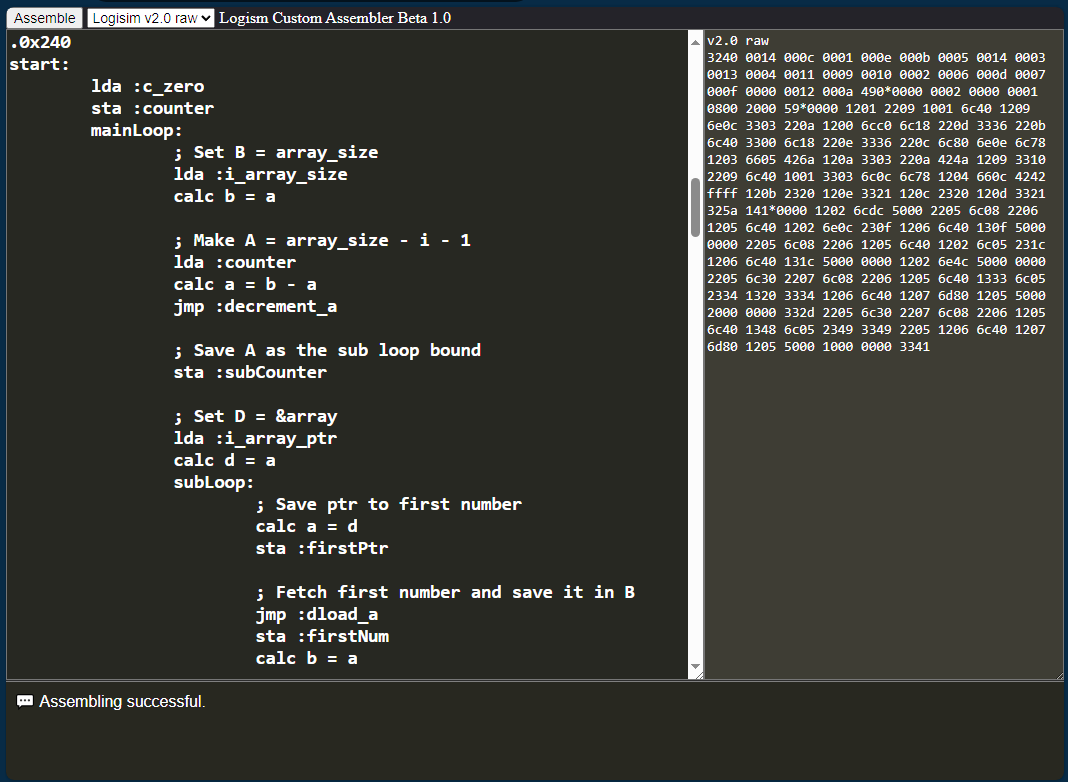 Assemble Logisim v2.0 raw Logism Custom Assembler Beta 1.0
.0x240
start:
lda :c_zero
sta :counter
mainLoop:
; Set B = array_size
lda :i_array_size
calc b = a
; Make A = array_size - i - 1
lda :counter
calc a = b - a
jmp :decrement_a
; Save A as the sub loop bound
sta :subCounter
; Set D = &array
lda :i_array_ptr
calc d = a
subLoop:
; Save ptr to first number
calc a = d
sta :firstPtr
; Fetch first number and save it in B
jmp :dload_a
sta :firstNum
calc b = a
v2.0 raw
3240 0014 000c 0001 000e 000b 0005 0014 0003
0013 0004 0011 0009 0010 0002 0006 000d 0007
000f 0000 0012 000a 490*0000 0002 0000 0001
0800 2000 59*0000 1201 2209 1001 6c40 1209
6e0c 3303 220a 1200 6cc0 6c18 220d 3336 220b
6c40 3300 6c18 220e 3336 220c 6c80 6e0e 6c78
1203 6605 426a 120a 3303 220a 424a 1209 3310
2209 6c40 1001 3303 6c0c 6c78 1204 660c 4242
ffff 120b 2320 120e 3321 120c 2320 120d 3321
325a 141*0000 1202 6cdc 5000 2205 6c08 2206
1205 6c40 1202 6e0c 230f 1206 6c40 130f 5000
0000 2205 6c08 2206 1205 6c40 1202 6c05 231c
1206 6c40 131c 5000 0000 1202 6e4c 5000 0000
2205 6c30 2207 6c08 2206 1205 6c40 1333 6c05
2334 1320 3334 1206 6c40 1207 6d80 1205 5000
2000 0000 332d 2205 6c30 2207 6c08 2206 1205
6c40 1348 6c05 2349 3349 2205 1206 6c40 1207
6d80 1205 5000 1000 0000 3341
Assembling successful.